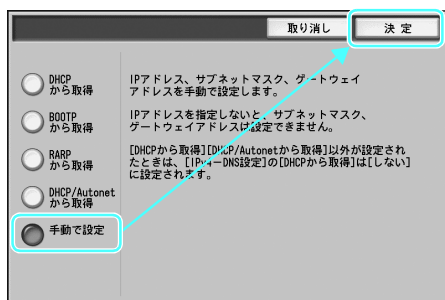 取り消し
決 定
DHCP
から取得
BOOTP
から取得
RARP
から取得
DHCP/Autonet
から取得
手動で設定
IPアドレス、サブネットマスク、ゲートウェイ
アドレスを手動で設定します。
IPアドレスを指定しないと、サブネットマスク、
ゲートウェイアドレスは設定できません。
[DHCPから取得][DHCP/Autonetから取得]以外が設定され
たときは、[IPv4-DNS設定]の[DHCPから取得]は[しない]
に設定されます。